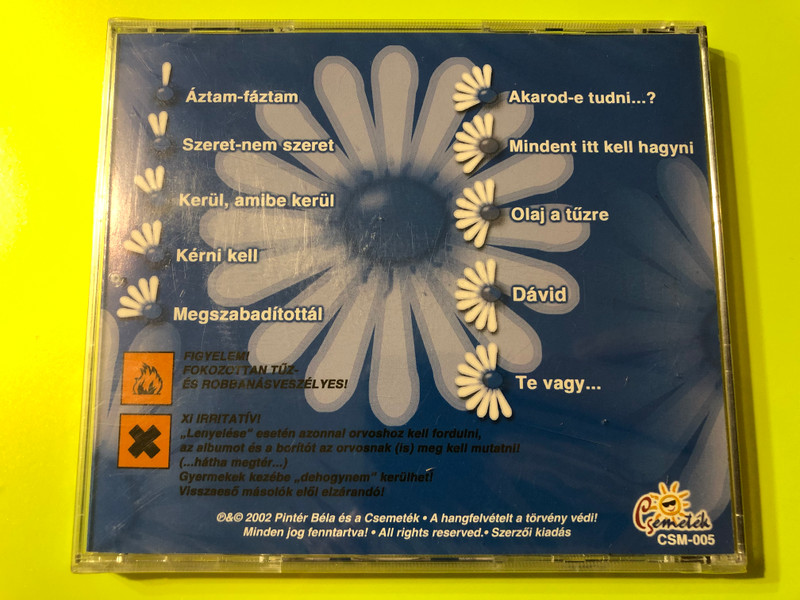 Áztam-fáztam
Szeret-nem szeret
Kerül, amibe kerül
Kérni kell
Megszabadítottál
Akarod-e tudni...?
Mindent itt kell hagyni
Olaj a tűzre
Dávid
Te vagy...
FIGYELEM!
FOKOZOTTAN TŰZ-
ÉS ROBBANÁSVESZÉLYES!
XI IRRITATÍV!
„Lenyelése” esetén azonnal orvoshoz kell fordulni,
az albumot és a borítót az orvosnak (is) meg kell mutatni!
(...hátha megtér...)
Gyermekek kezébe „dehogynem” kerülhet!
Visszaeső másolók elől elzárandó!
℗&© 2002 Pintér Béla és a Csemeték • A hangfelvételt a törvény védi!
Minden jog fenntartva! • All rights reserved.• Szerzői kiadás
Csemeték
CSM-005